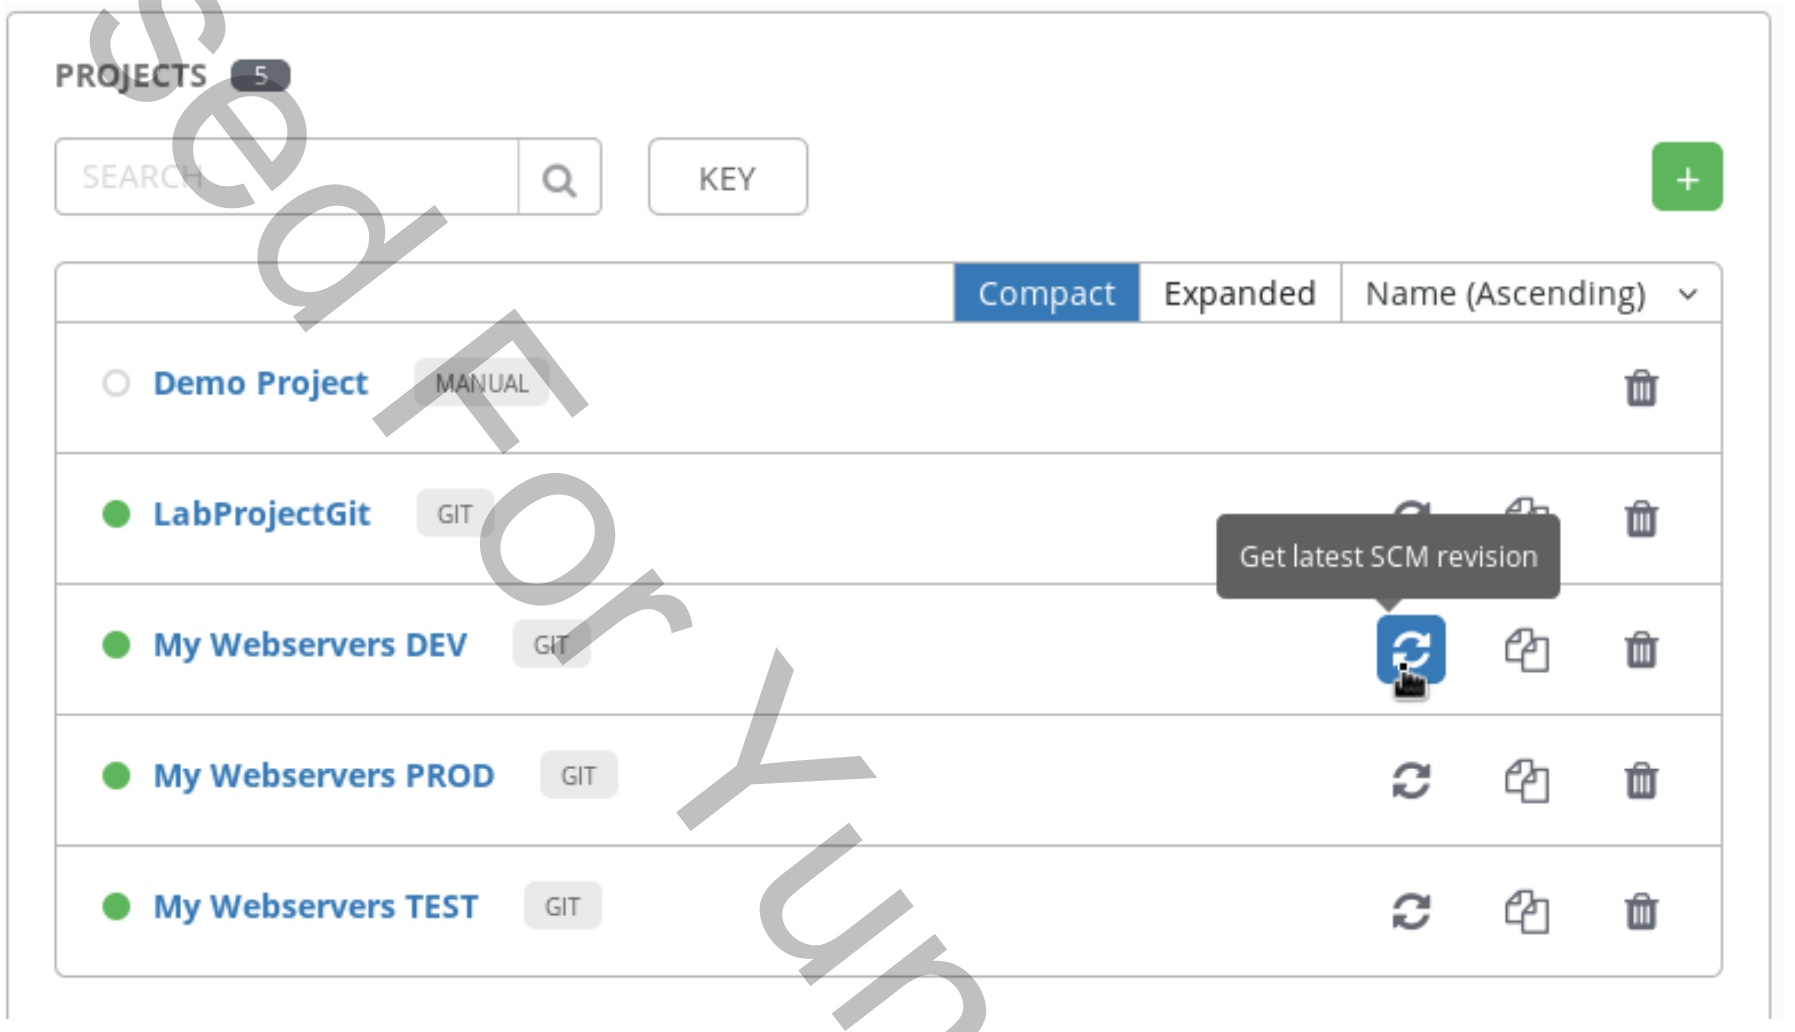 PROJECTS 5
SEARCH KEY +
Compact Expanded Name (Ascending)
Demo Project MANUAL
LabProjectGit GIT
Get latest SCM revision
My Webservers DEV GIT
My Webservers PROD GIT
My Webservers TEST GIT
sed For Yun